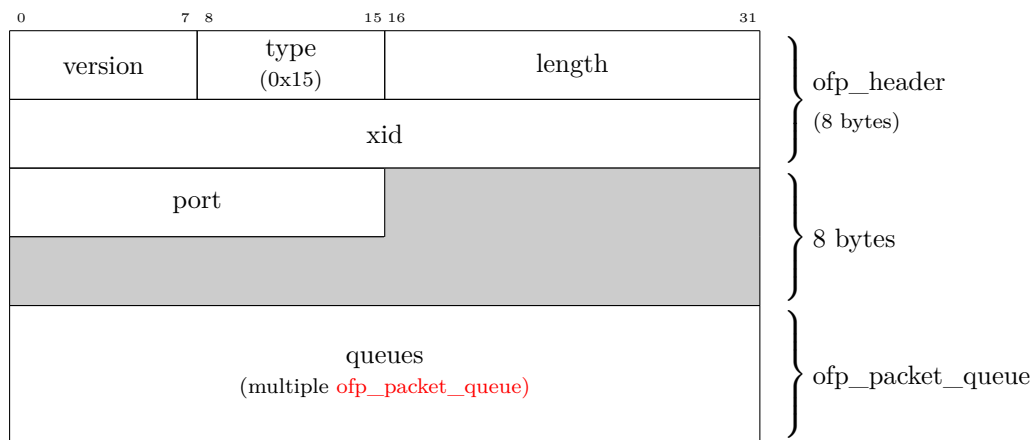 0 7 8 15 16 31
version
type
(0x15)
length
ofp_header
(8 bytes)
xid
port
8 bytes
queues
(multiple ofp_packet_queue)
ofp_packet_queue